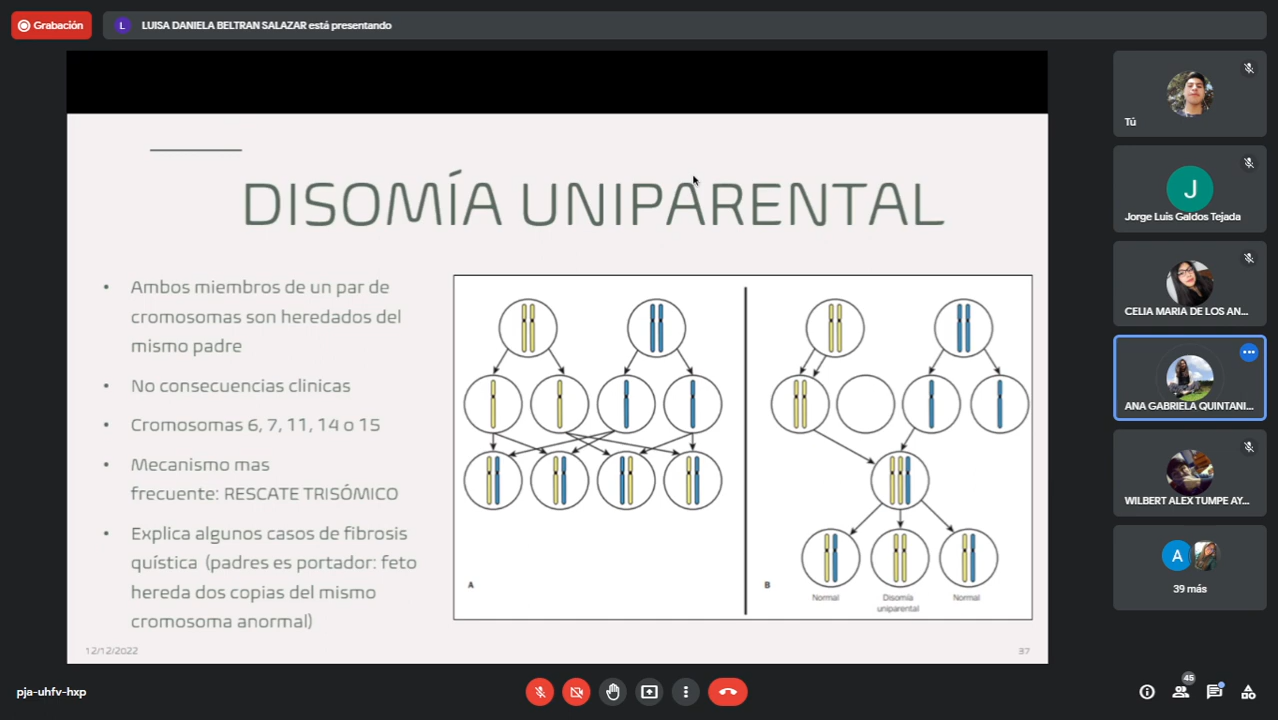 Grabación
L
LUISA DANIELA BELTRAN SALAZAR está presentando
DISOMÍA UNIPARENTAL
• Ambos miembros de un par de
cromosomas son heredados del
mismo padre
• No consecuencias clinicas
• Cromosomas 6, 7, 11, 14 o 15
• Mecanismo mas
frecuente: RESCATE TRISÓMICO
• Explica algunos casos de fibrosis
quística (padres es portador: feto
hereda dos copias del mismo
cromosoma anormal)
A
B
Normal
Disomía
uniparental
Normal
12/12/2022
37
Tú
J
Jorge Luis Galdos Tejada
CELIA MARIA DE LOS AN...
ANA GABRIELA QUINTANI...
WILBERT ALEX TUMPE AY...
A
39 más
pja-uhfv-hxp
45